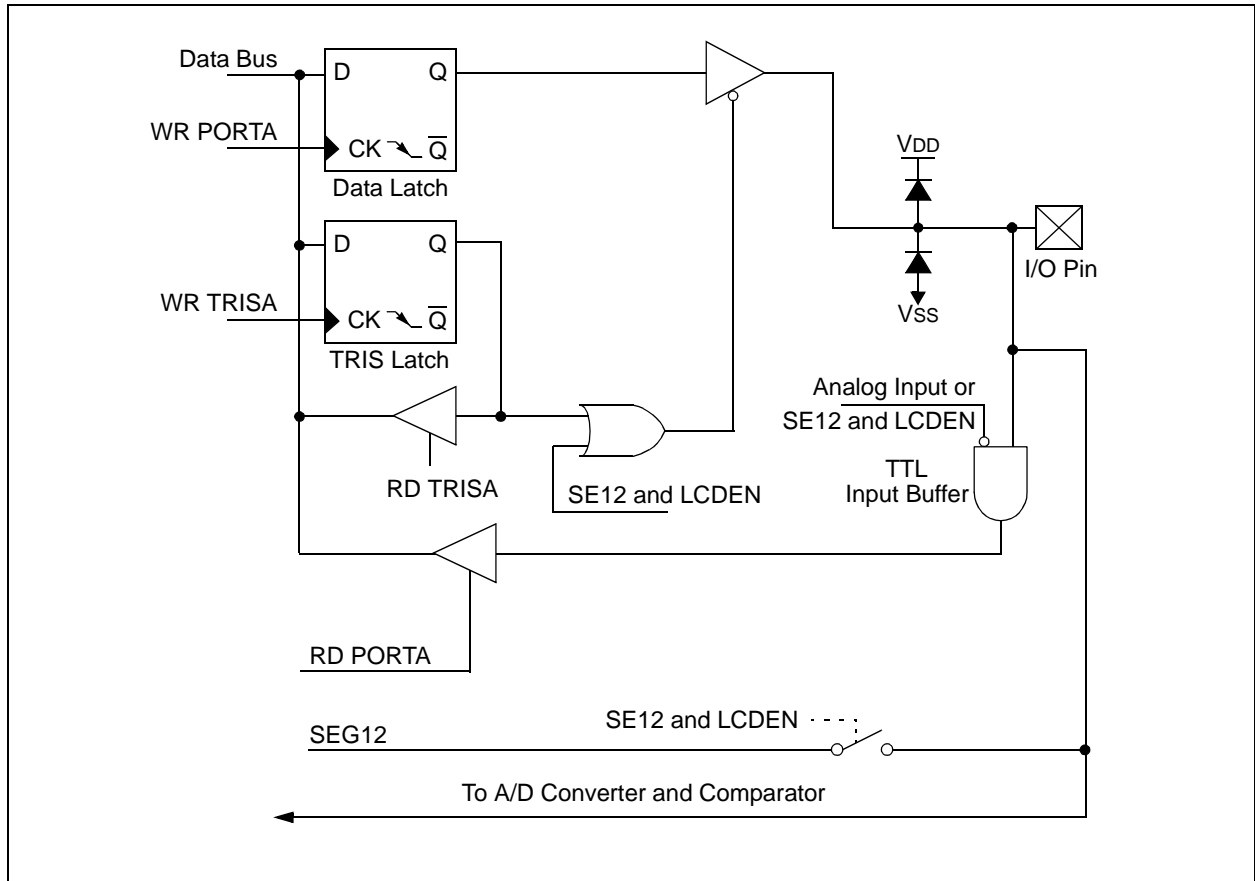 Data Bus
D Q
WR PORTA
CK Q
Data Latch
VDD
D Q
I/O Pin
WR TRISA
CK Q
VSS
TRIS Latch
Analog Input or
SE12 and LCDEN
TTL
Input Buffer
RD TRISA
SE12 and LCDEN
RD PORTA
SE12 and LCDEN
SEG12
To A/D Converter and Comparator